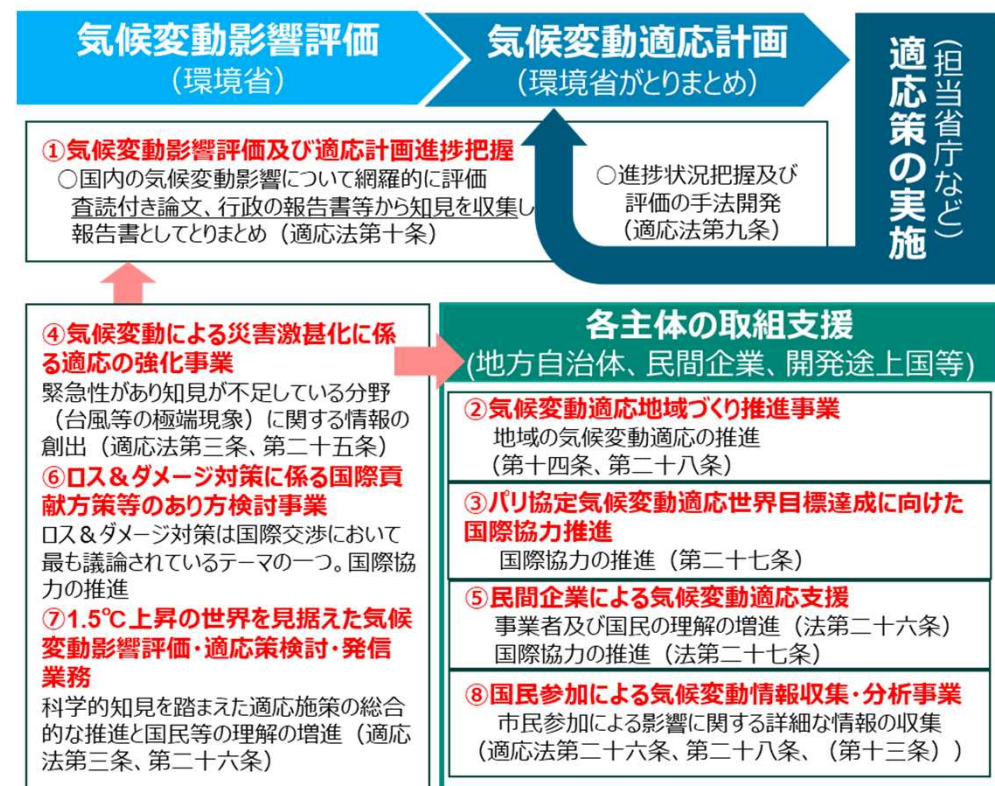 気候変動影響評価
（環境省）
気候変動適応計画
（環境省がとりまとめ）
適応策の実施
（担当省庁など）
①気候変動影響評価及び適応計画進捗把握
○国内の気候変動影響について網羅的に評価
査読付き論文、行政の報告書等から知見を収集し
報告書としてとりまとめ（適応法第十条）
○進捗状況把握及び
評価の手法開発
（適応法第九条）
④気候変動による災害激甚化に係
る適応の強化事業
緊急性があり知見が不足している分野
（台風等の極端現象）に関する情報の
創出（適応法第三条、第二十五条）
⑥ロス＆ダメージ対策に係る国際貢
献方策等のあり方検討事業
ロス＆ダメージ対策は国際交渉において
最も議論されているテーマの一つ。国際協
力の推進
⑦1.5℃上昇の世界を見据えた気候
変動影響評価・適応策検討・発信
業務
科学的知見を踏まえた適応施策の総合
的な推進と国民等の理解の増進（適応
法第三条、第二十六条）
各主体の取組支援
(地方自治体、民間企業、開発途上国等)
②気候変動適応地域づくり推進事業
地域の気候変動適応の推進
（第十四条、第二十八条）
③パリ協定気候変動適応世界目標達成に向けた
国際協力推進
国際協力の推進（第二十七条）
⑤民間企業による気候変動適応支援
事業者及び国民の理解の増進（法第二十六条）
国際協力の推進（法第二十七条）
⑧国民参加による気候変動情報収集・分析事業
市民参加による影響に関する詳細な情報の収集
（適応法第二十六条、第二十八条、（第十三条））